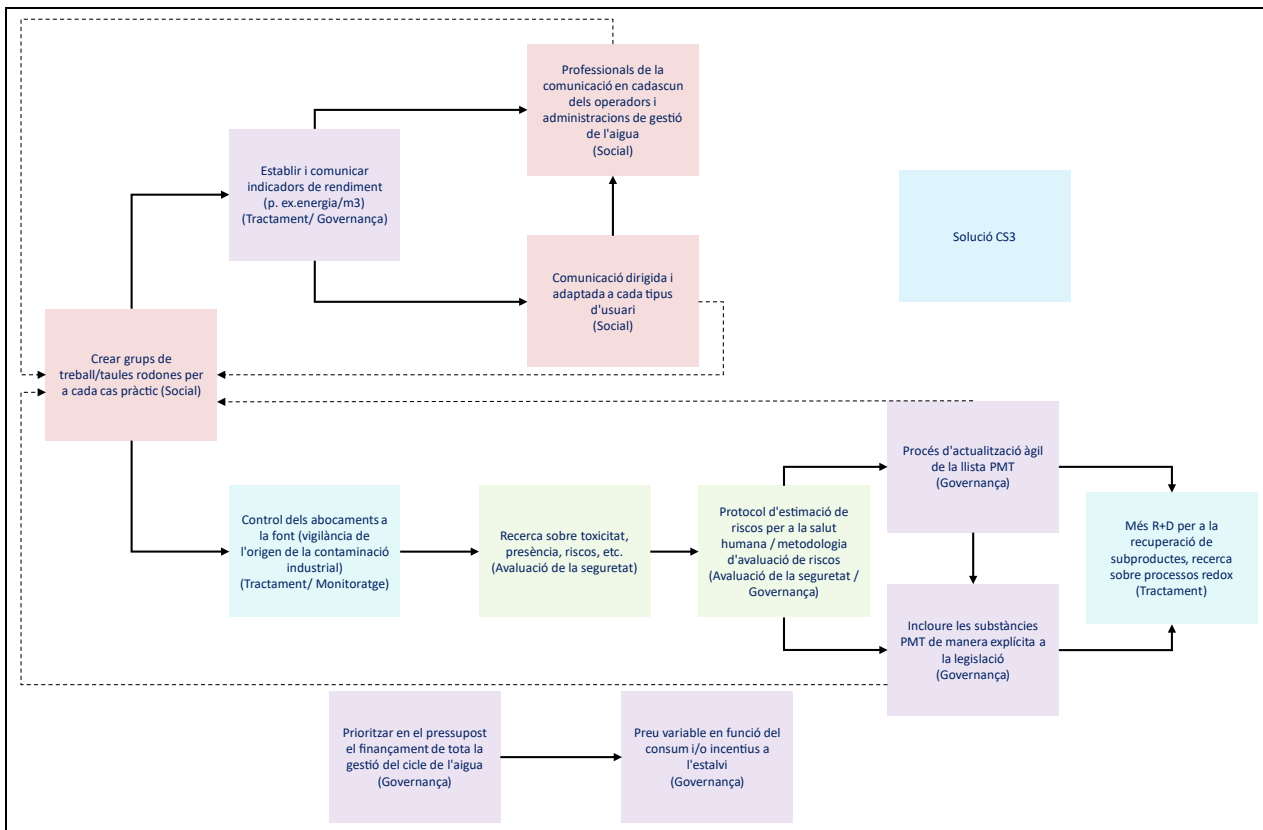 Professionals de la
comunicació en cadascun
dels operadors i
administracions de gestió
de l'aigua
(Social)
Establir i comunicar
indicadors de rendiment
(p. ex.energia/m3)
(Tractament/ Governança)
Solució CS3
Comunicació dirigida i
adaptada a cada tipus
d'usuari
(Social)
Crear grups de
treball/taules rodones per
a cada cas pràctic (Social)
Procés d'actualització àgil
de la llista PMT
(Governança)
Control dels abocaments a
la font (vigilància de
l'origen de la contaminació
industrial)
(Tractament/ Monitoratge)
Recerca sobre toxicitat,
presència, riscos, etc.
(Avaluació de la seguretat)
Protocol d'estimació de
riscos per a la salut
humana / metodologia
d'avaluació de riscos
(Avaluació de la seguretat /
Governança)
Més R+D per a la
recuperació de
subproductes, recerca
sobre processos redox
(Tractament)
Incloure les substàncies
PMT de manera explícita a
la legislació
(Governança)
Prioritzar en el pressupost
el finançament de tota la
gestió del cicle de l'aigua
(Governança)
Preu variable en funció del
consum i/o incentius a
l'estalvi
(Governança)